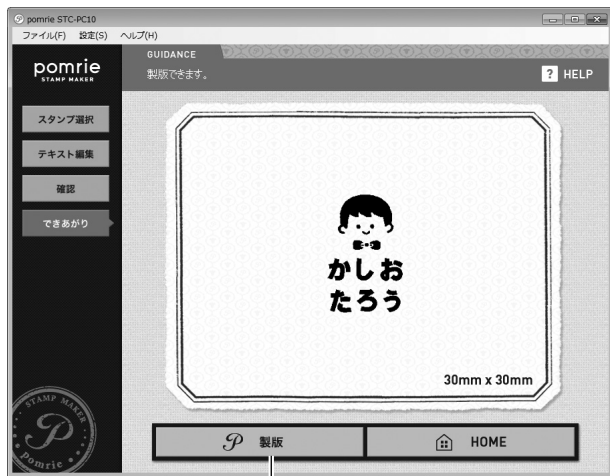 pomrie STC-PC10
ファイル(F) 設定(S) ヘルプ(H)
pomrie
STAMP MAKER
GUIDANCE
製版できます。
? HELP
スタンプ選択
テキスト編集
確認
できあがり
かしお
たろう
30mm x 30mm
STAMP MAKER
P
Pomrie
P 製版
HOME